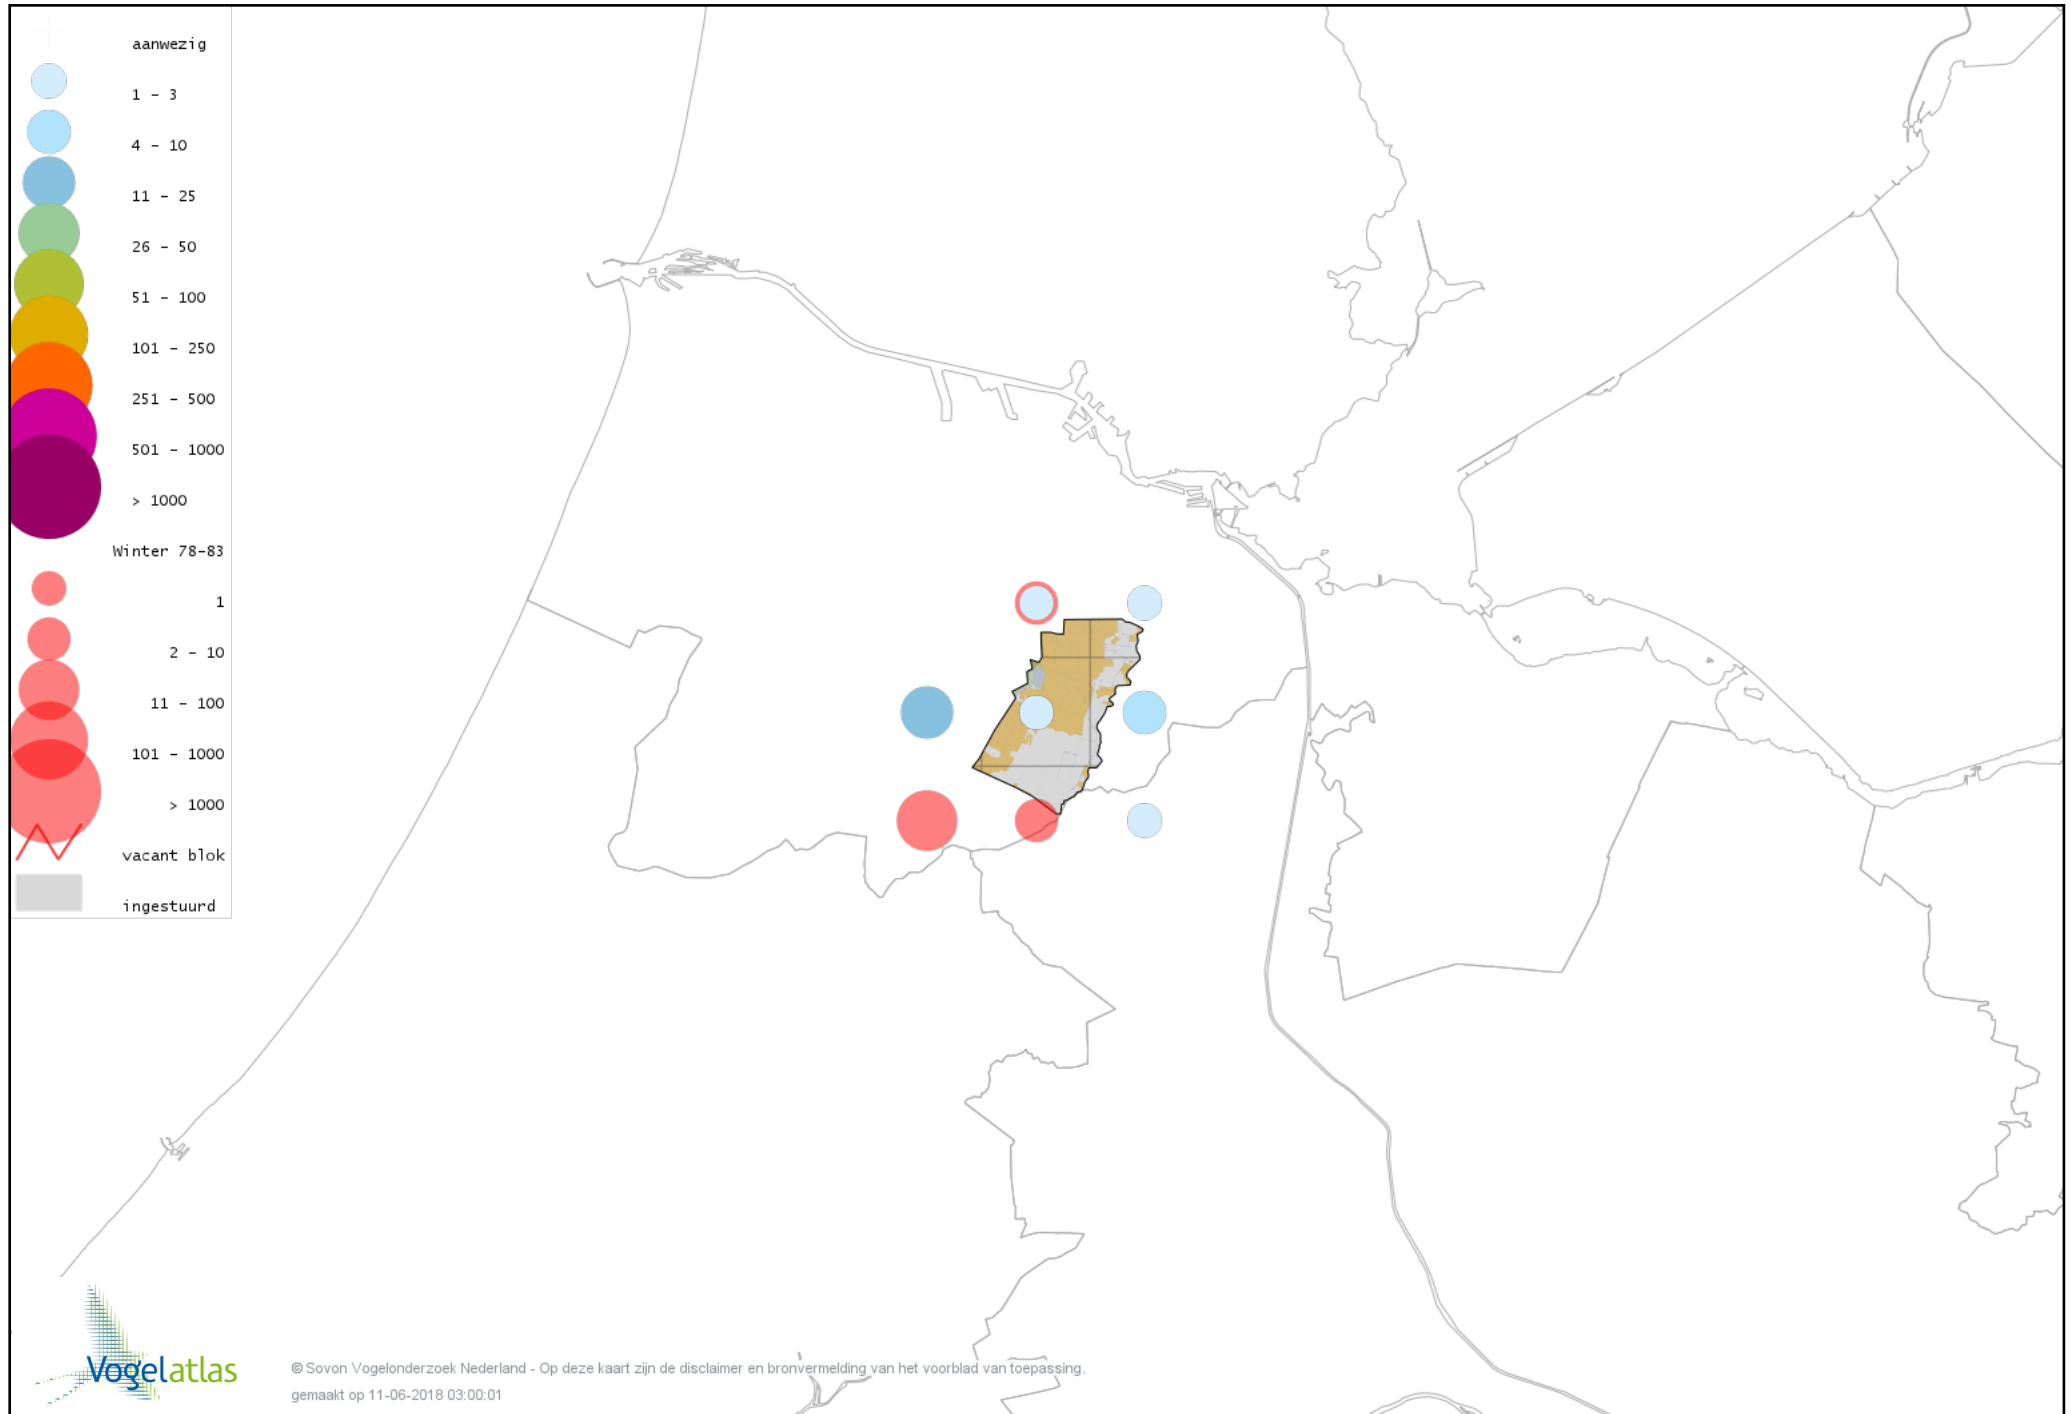 aanwezig
1 - 3
4 - 10
11 - 25
26 - 50
51 - 100
101 - 250
251 - 500
501 - 1000
> 1000
Winter 78-83
1
2 - 10
11 - 100
101 - 1000
> 1000
vacant blok
ingestuurd
Vogelatlas
© Sovon Vogelonderzoek Nederland - Op deze kaart zijn de disclaimer en bronvermelding van het voorblad van toepassing.
gemaakt op 11-06-2018 03:00:01